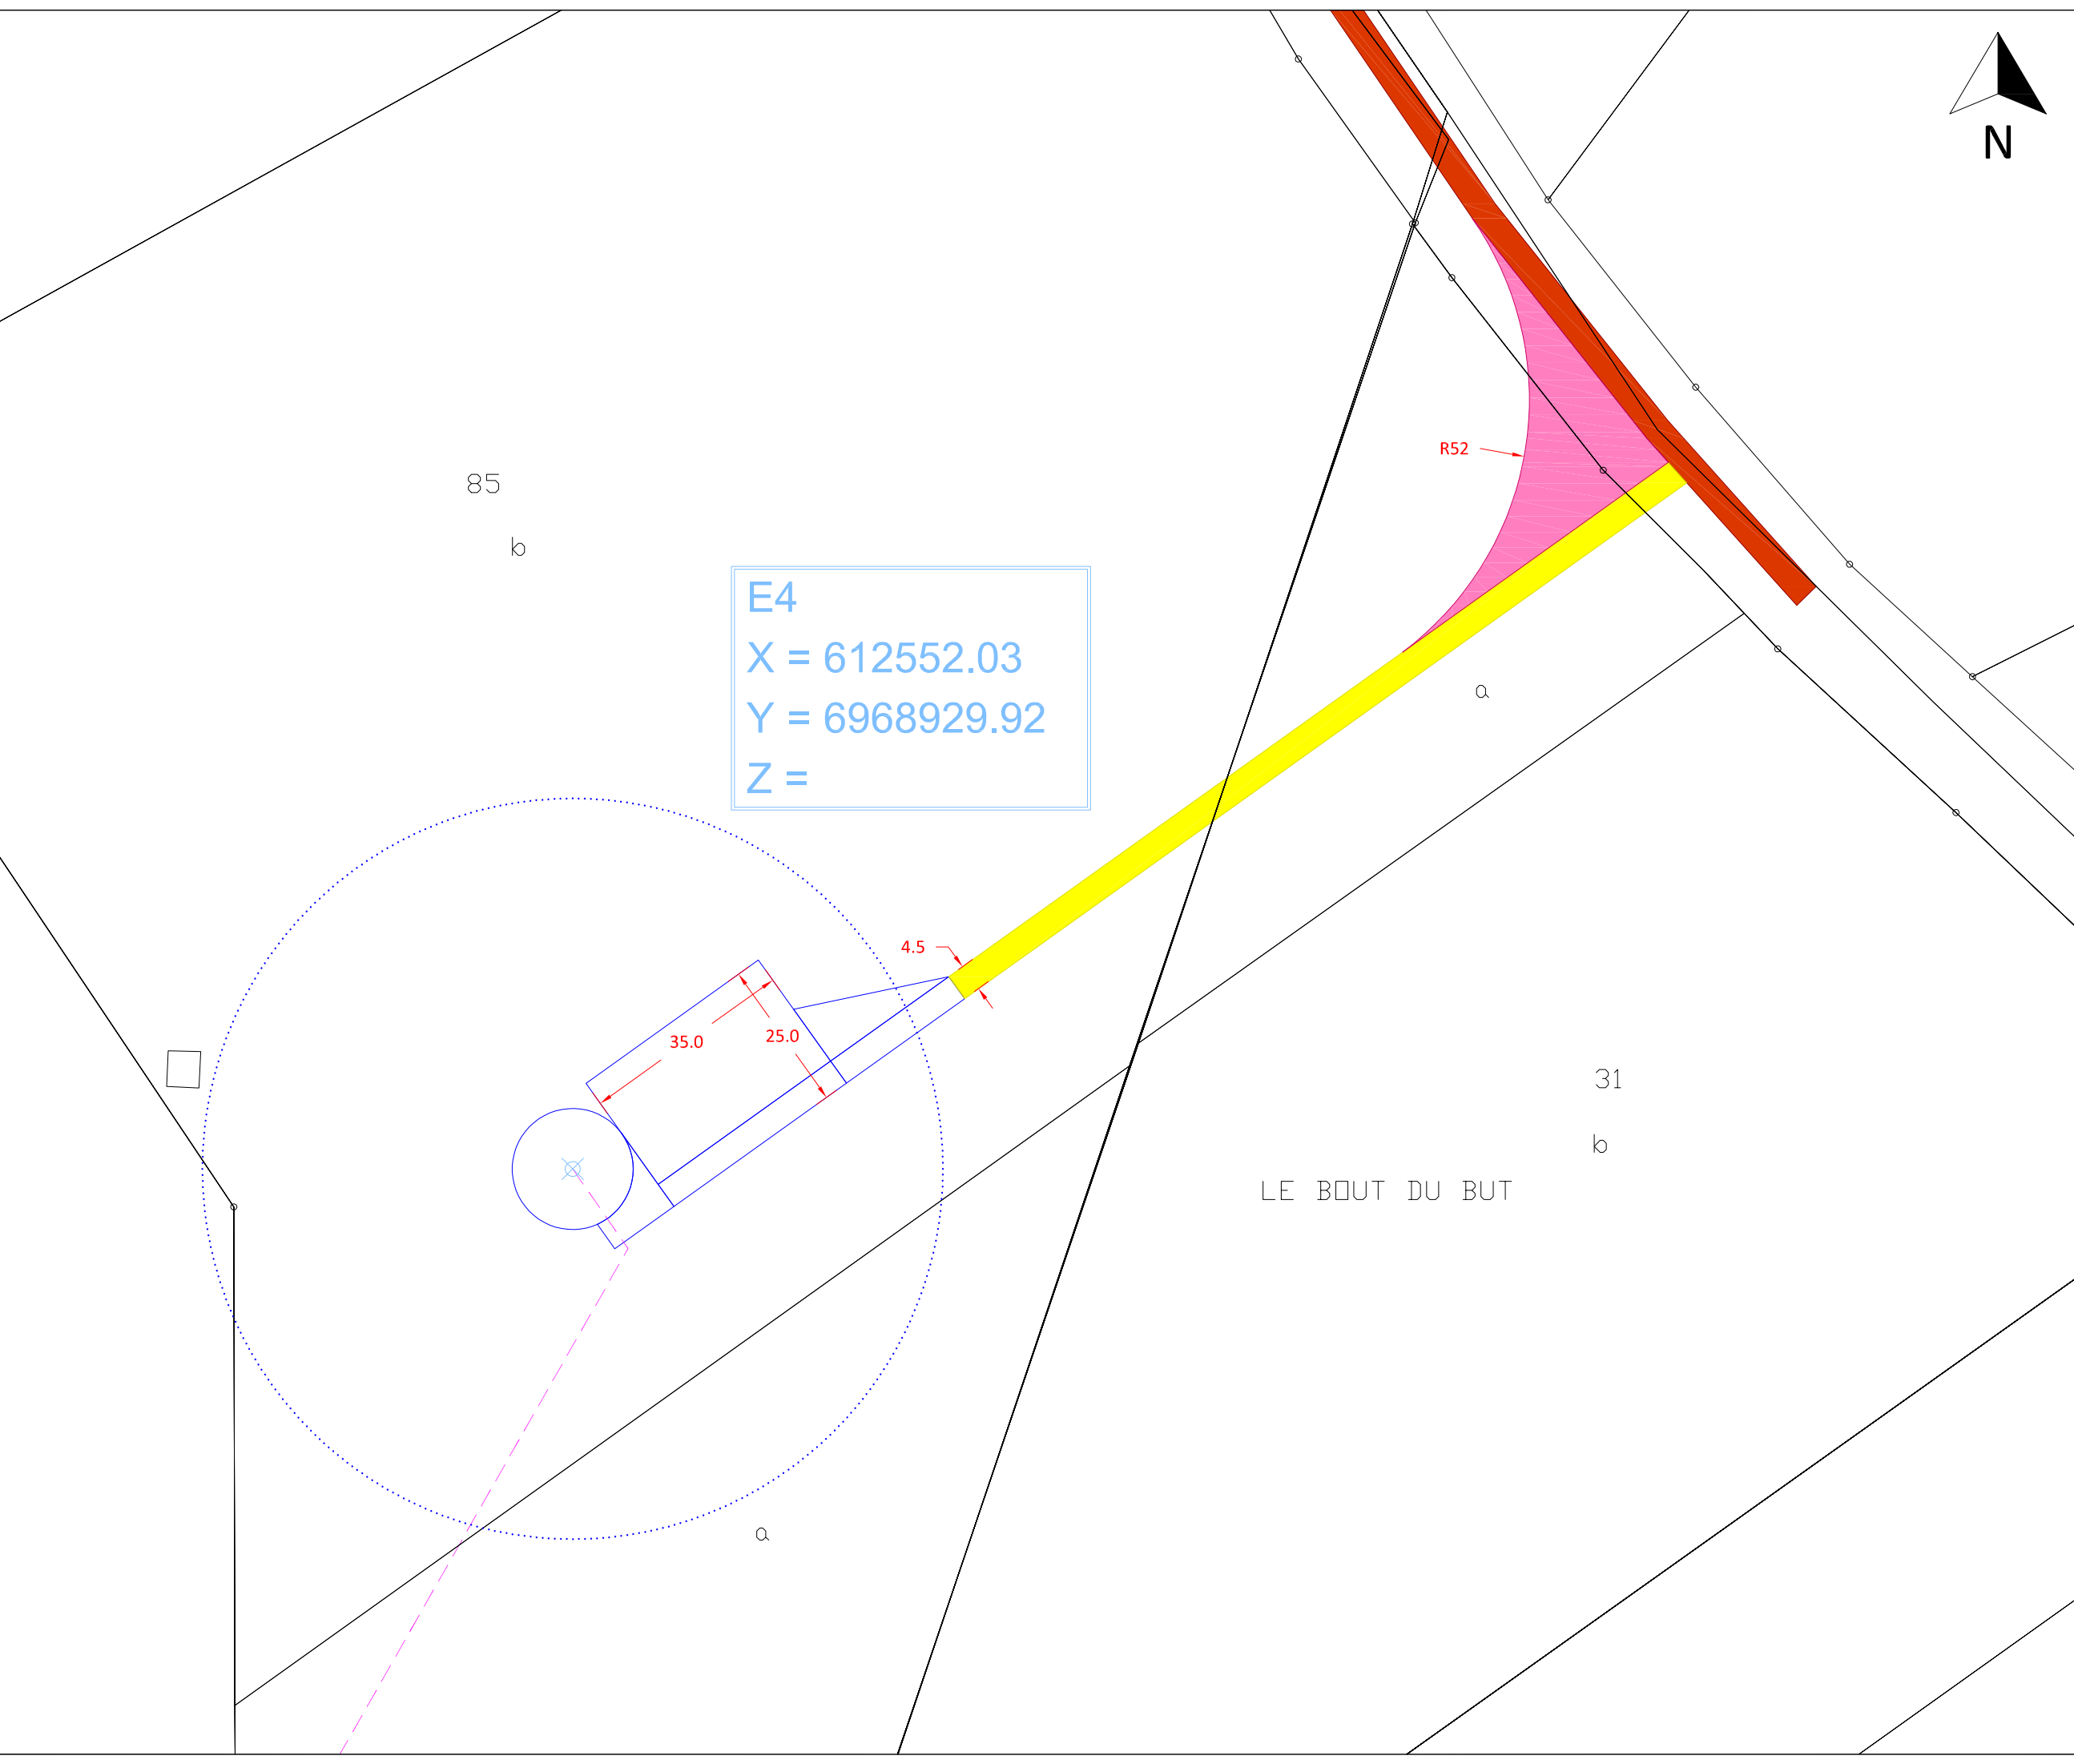 N
R52
85
b
E4
X = 612552.03
Y = 6968929.92
Z =
a
4.5
35.0
25.0
31
b
LE BOUT DU BUT
a